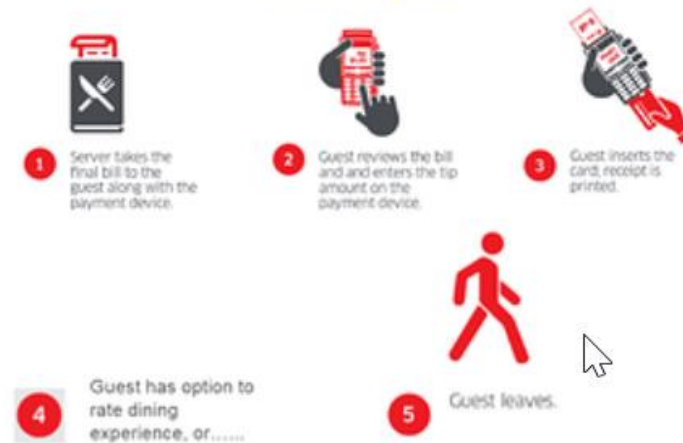 1
Server takes the
final bill to the
guest along with the
payment device.
2
Guest reviews the bill
and and enters the tip
amount on the
payment device.
3
Guest inserts the
card; receipt is
printed.
4
Guest has option to
rate dining
experience, or......
5
Guest leaves.